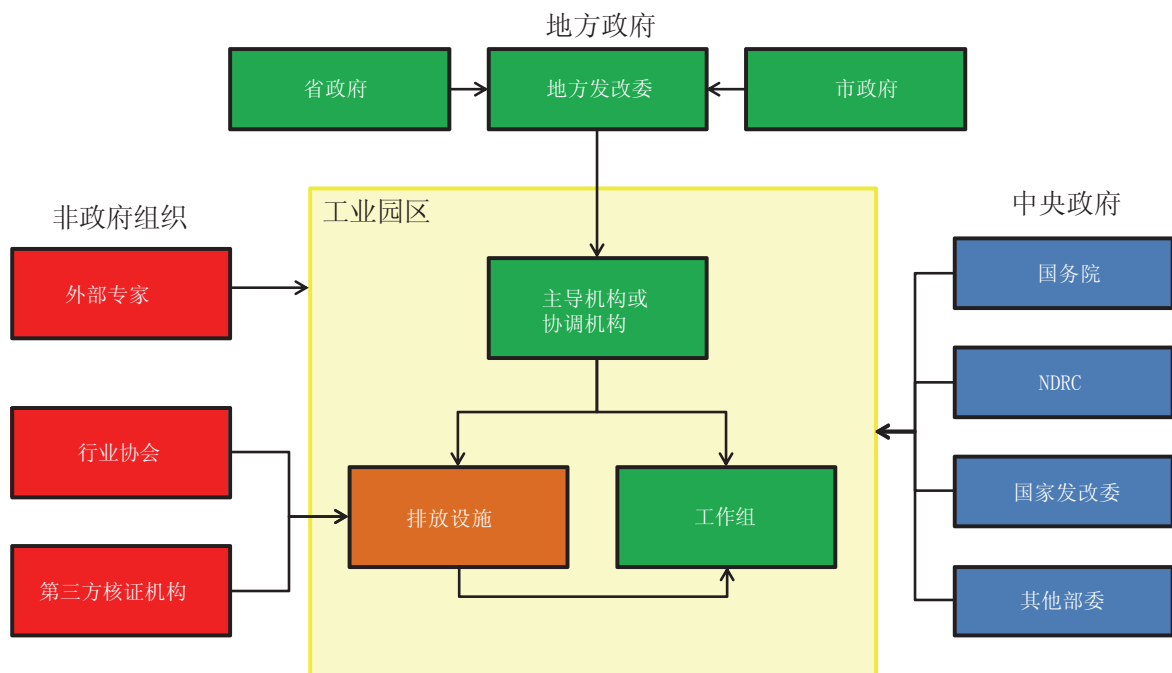 地方政府
省政府
地方发改委
市政府
非政府组织
外部专家
行业协会
第三方核证机构
工业园区
主导机构或
协调机构
排放设施
工作组
中央政府
国务院
NDRC
国家发改委
其他部委